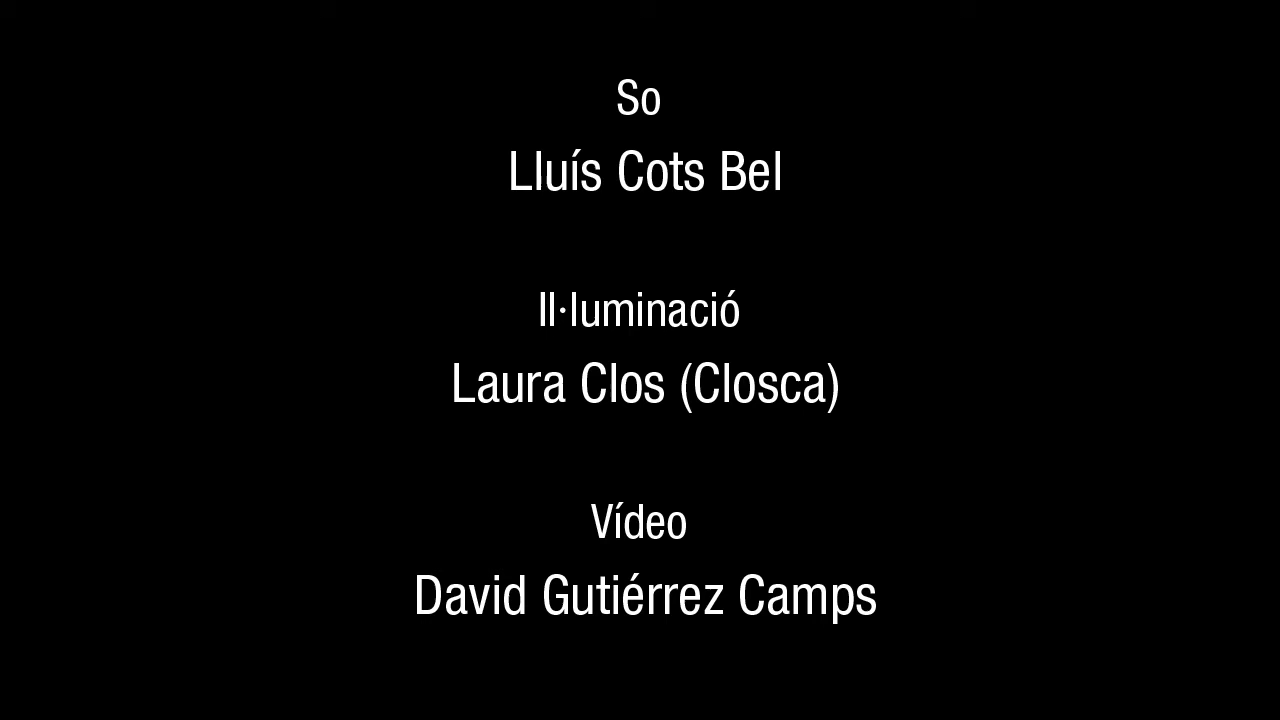 So
Lluís Cots Bel
Il·luminació
Laura Clos (Closca)
Vídeo
David Gutiérrez Camps